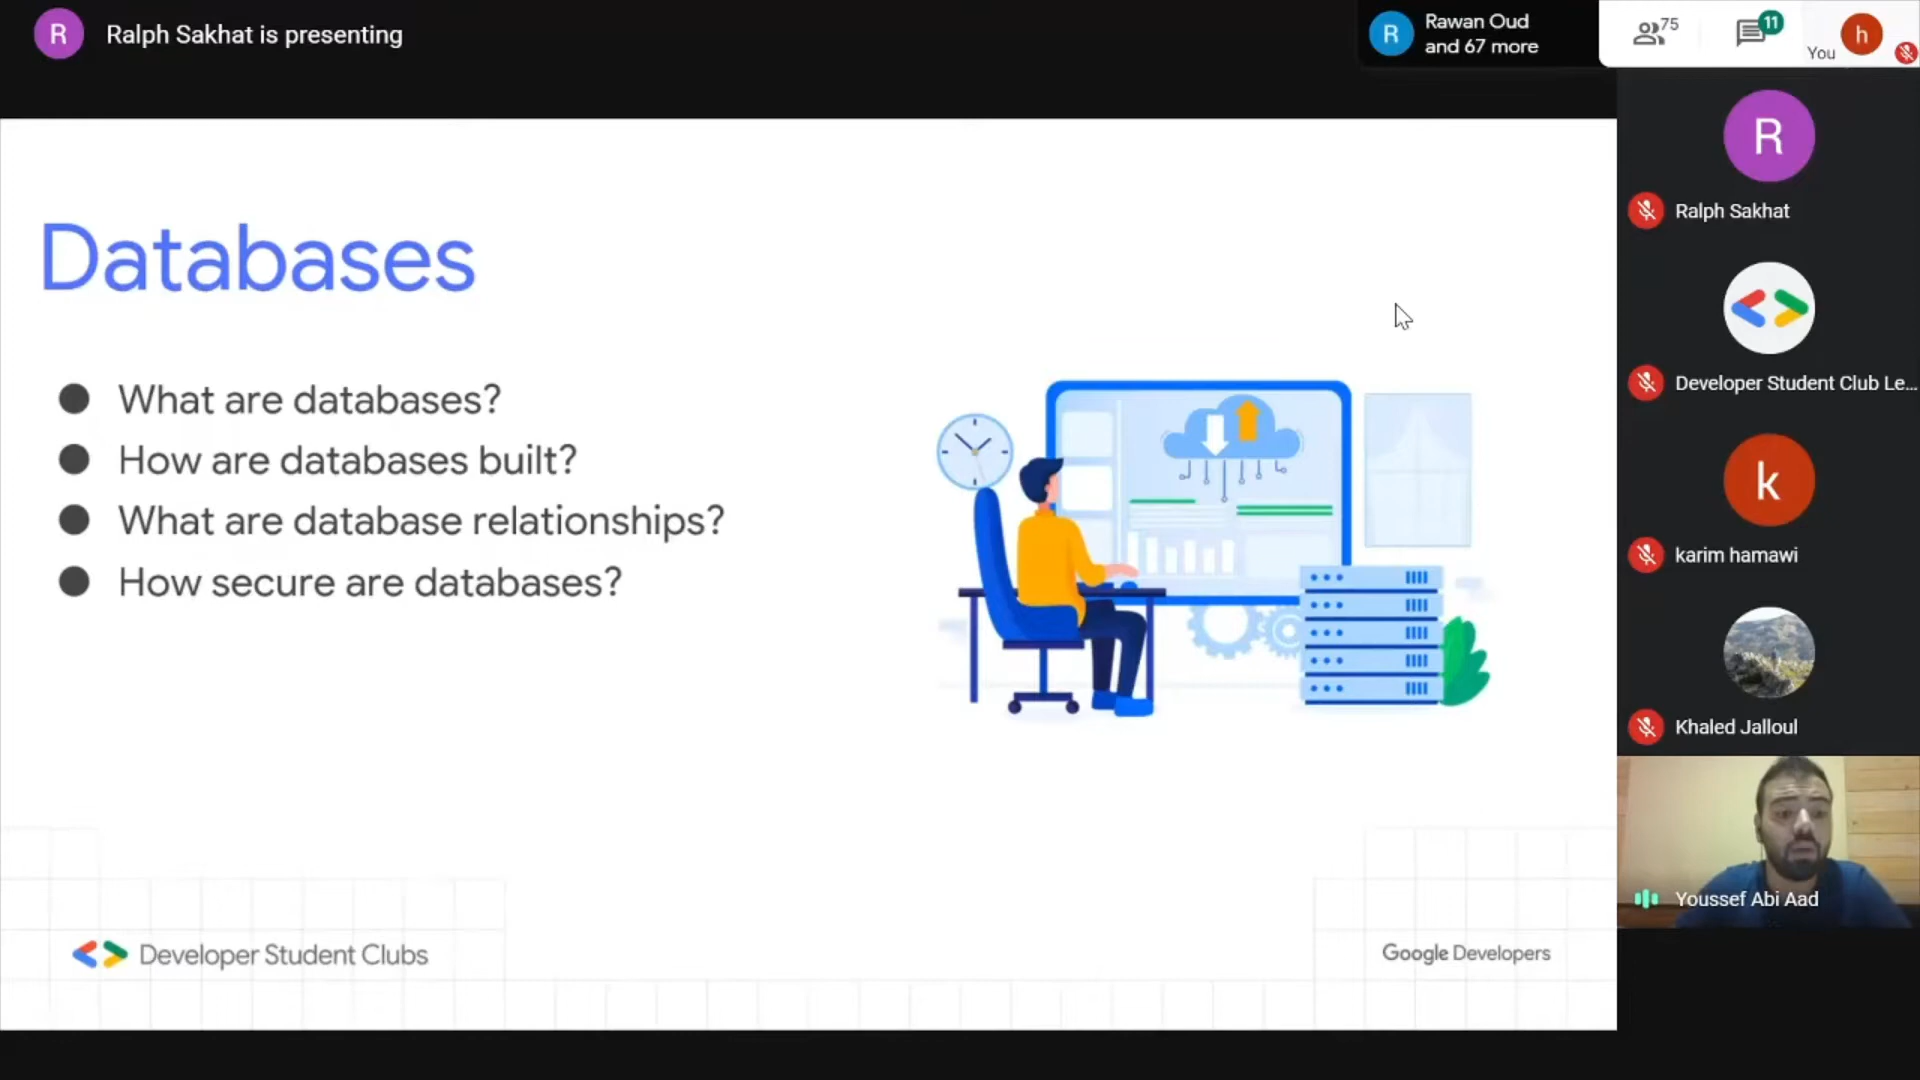 R
Ralph Sakhat is presenting
R
Rawan Oud
and 67 more
75
11
You
h
R
Ralph Sakhat
Developer Student Club Le...
k
karim hamawi
Khaled Jalloul
Youssef Abi Aad
Databases
What are databases?
How are databases built?
What are database relationships?
How secure are databases?
Developer Student Clubs
Google Developers